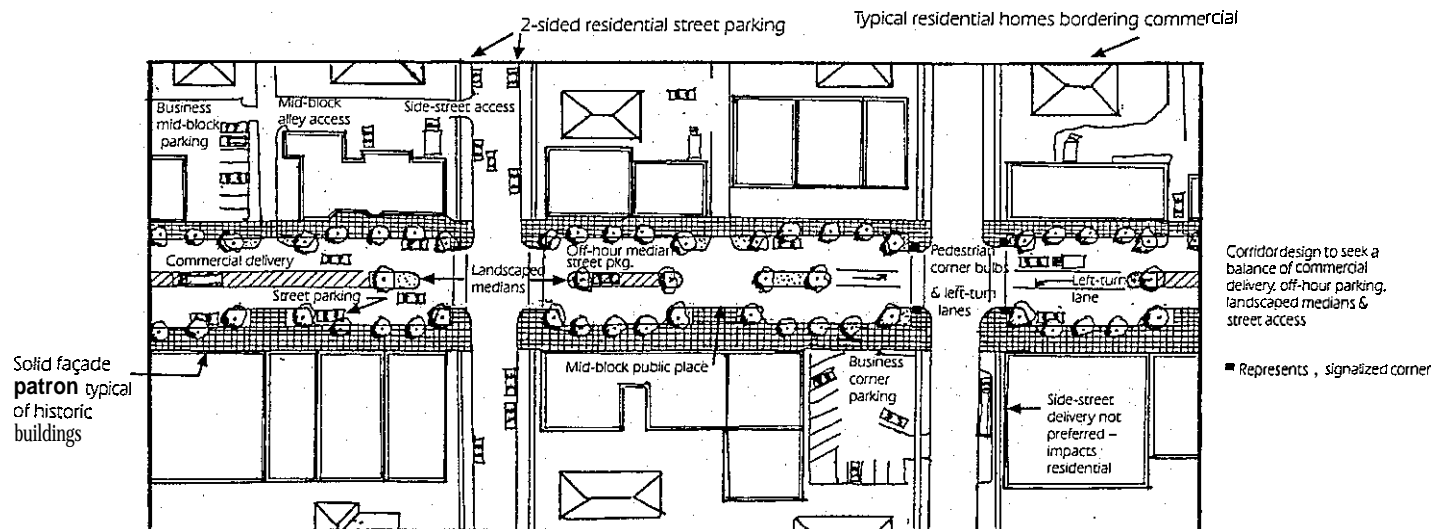 2-sided residential street parking
Typical residential homes bordering commercial
Business
mid-block
parking
Mid-block
alley access
Side-street access
Commercial delivery
Street parking
Landscaped
medians
Off-hour median
street pkg.
Pedestrian
corner bulbs
& left-turn
lanes
Left-turn
lane
Corridor design to seek a
balance of commercial
delivery, off-hour parking,
landscaped medians &
street access
Solid façade
patron typical
of historic
buildings
Mid-block public place
Business
corner
parking
Side-street
delivery not
preferred –
impacts
residential
■ Represents , signalized corner